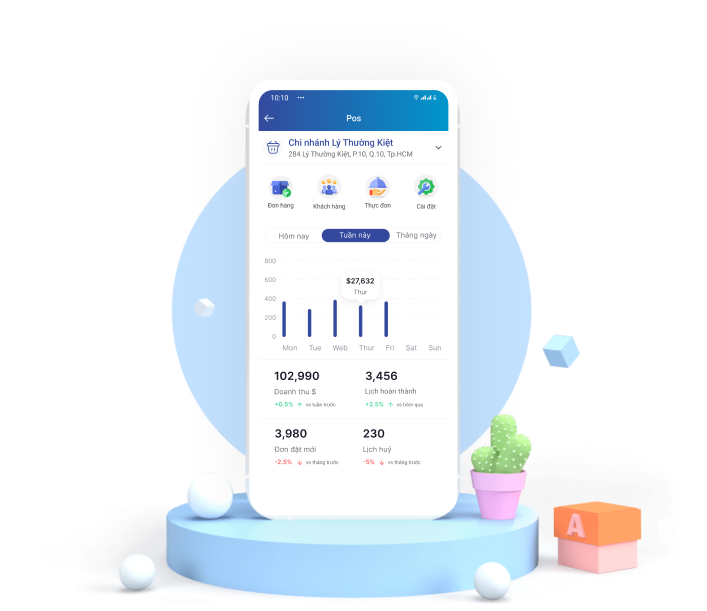 10:10
Pos
Chi nhánh Lý Thường Kiệt
284 Lý Thường Kiệt, P.10, Q.10, Tp.HCM
Đơn hàng Khách hàng Thực đơn Cài đặt
Hôm nay Tuần này Tháng ngày
800
600
400
200
0
$27,632
Thur
Mon Tue Web Thur Fri Sat Sun
102,990 3,456
Doanh thu $ Lịch hoàn thành
+0.5% ↑ vs tuần trước +2.5% ↑ vs hôm qua
3,980 230
Đơn đặt mới Lịch huỷ
-2.5% ↓ vs tháng trước -5% ↓ vs tháng trước
A